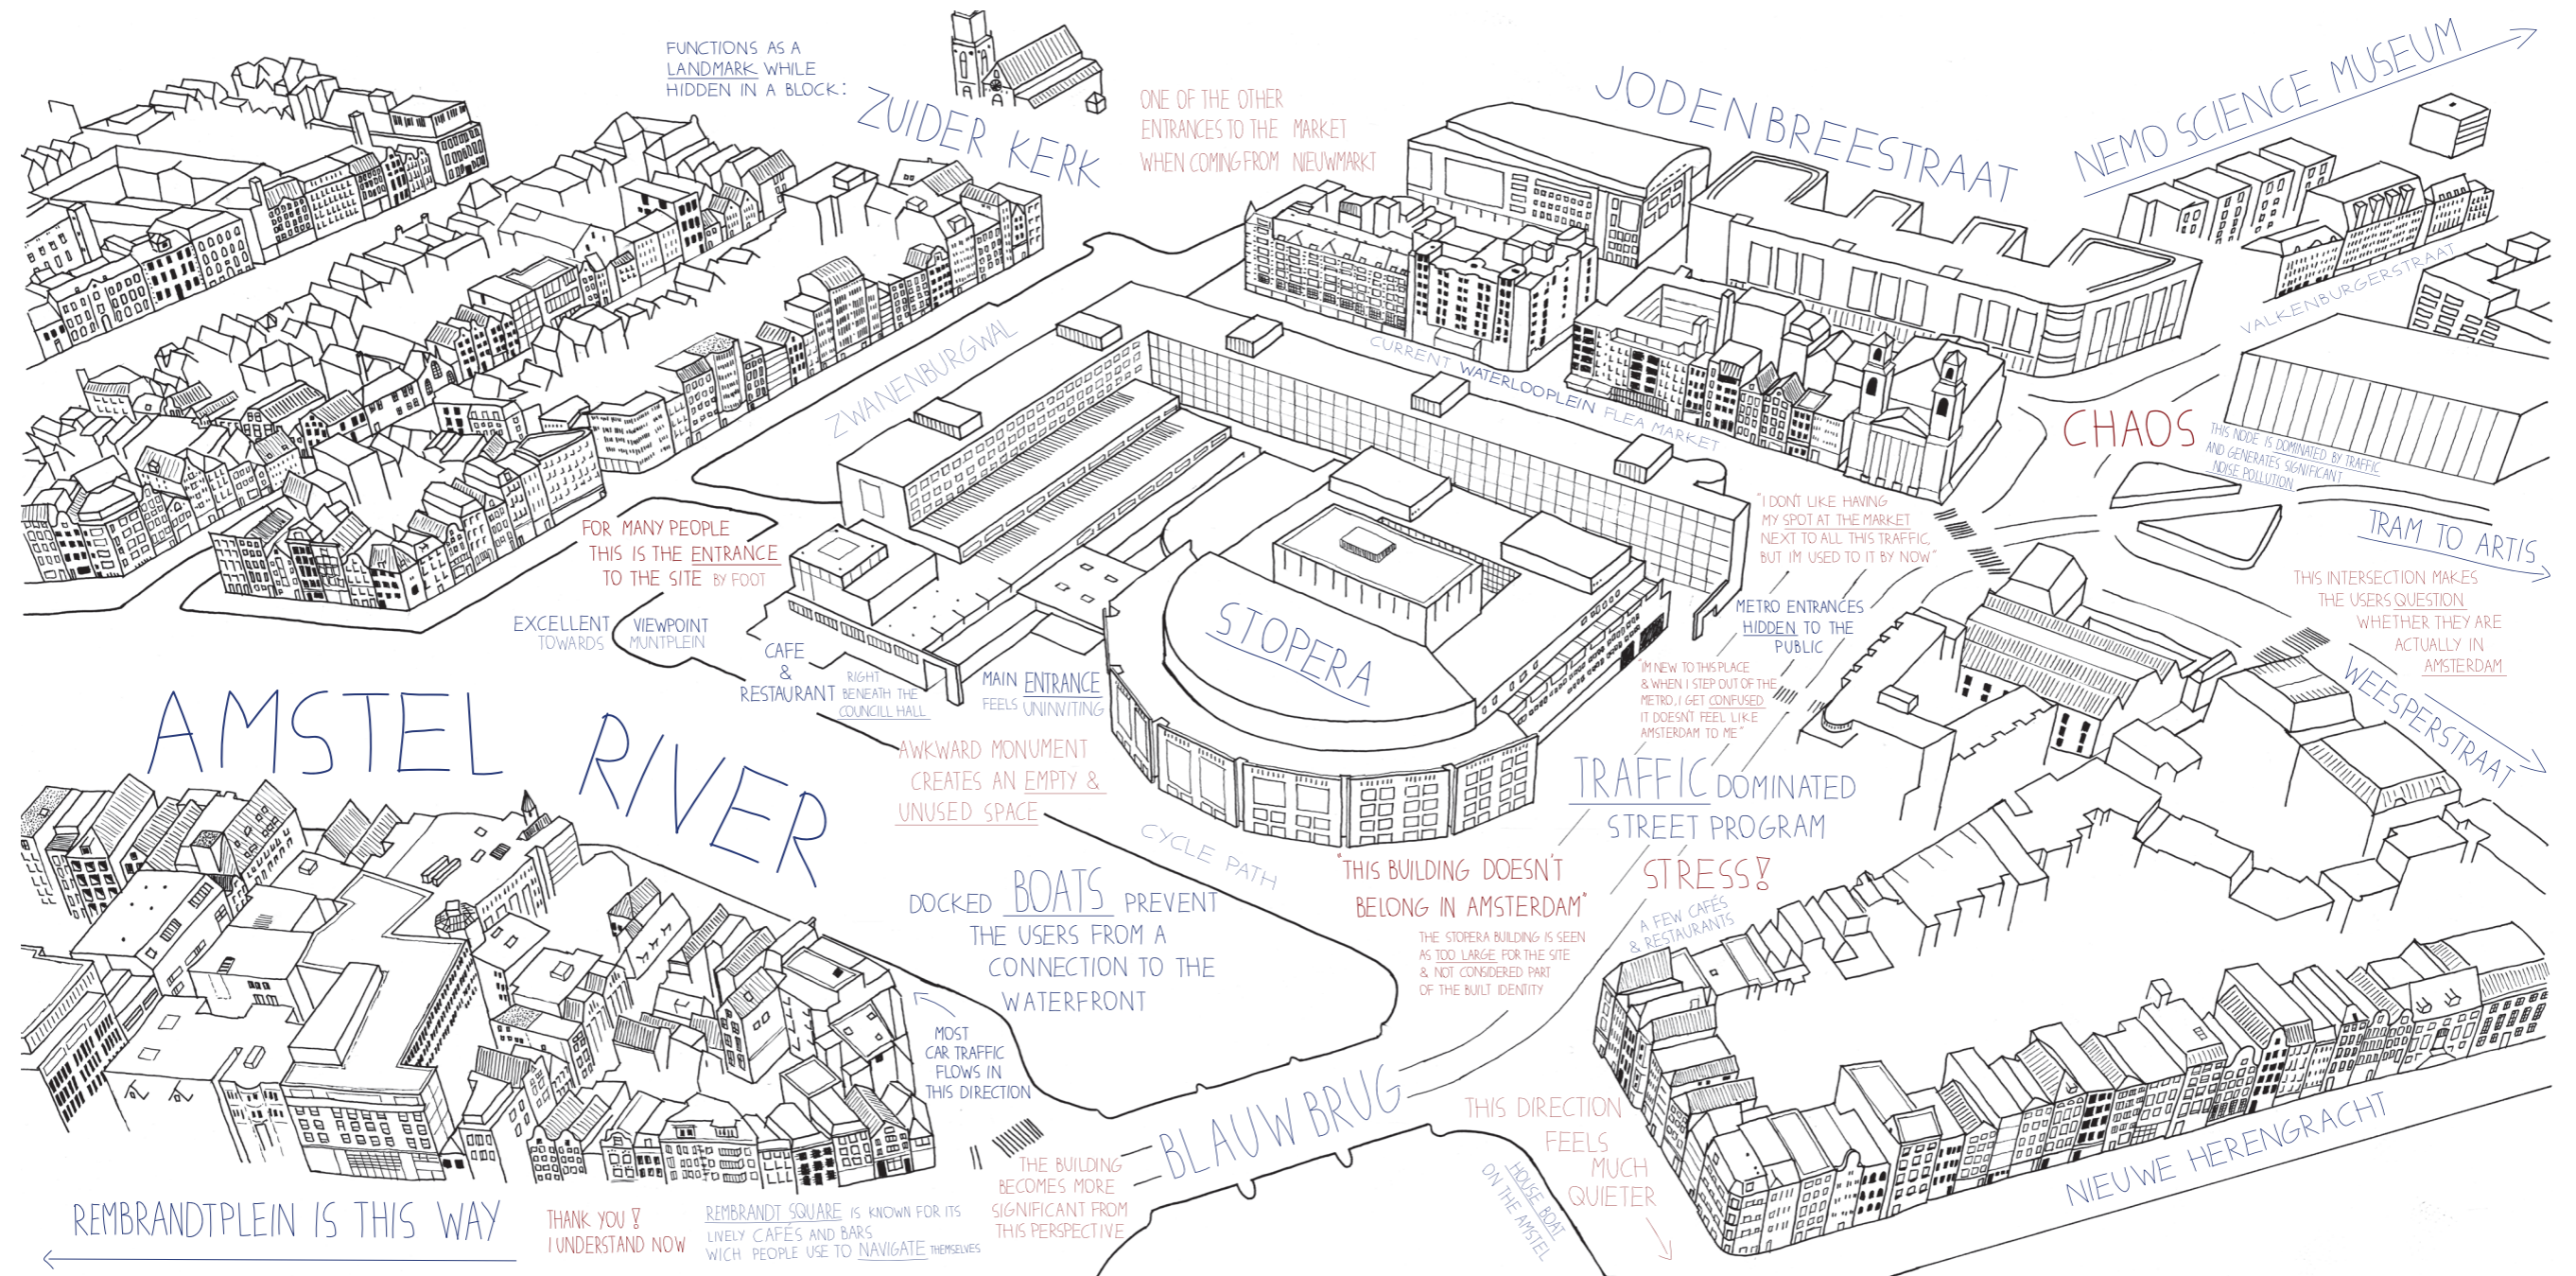 FUNCTIONS AS A
LANDMARK WHILE
HIDDEN IN A BLOCK:
ZUIDER KERK
ONE OF THE OTHER
ENTRANCES TO THE MARKET
WHEN COMING FROM NIEUWMARKT
JODENBREESTRAAT
NEMO SCIENCE MUSEUM
VALKENBURGERSTRAAT
ZWANENBURGWAL
CURRENT WATERLOOPLEIN FLEA MARKET
CHAOS
THIS NODE IS DOMINATED BY TRAFFIC
AND GENERATES SIGNIFICANT
NOISE POLLUTION
TRAM TO ARTIS
"I DON'T LIKE HAVING
MY SPOT AT THE MARKET
NEXT TO ALL THIS TRAFFIC,
BUT I'M USED TO IT BY NOW"
FOR MANY PEOPLE
THIS IS THE ENTRANCE
TO THE SITE BY FOOT
EXCELLENT VIEWPOINT
TOWARDS MUNTPLEIN
CAFE
&
RESTAURANT
RIGHT
BENEATH THE
COUNCILL HALL
MAIN ENTRANCE
FEELS UNINVITING
STOPERA
METRO ENTRANCES
HIDDEN TO THE
PUBLIC
THIS INTERSECTION MAKES
THE USERS QUESTION
WHETHER THEY ARE
ACTUALLY IN
AMSTERDAM
WEESPERSTRAAT
"I'M NEW TO THIS PLACE
& WHEN I STEP OUT OF THE
METRO, I GET CONFUSED
IT DOESN'T FEEL LIKE
AMSTERDAM TO ME"
AMSTEL RIVER
AWKWARD MONUMENT
CREATES AN EMPTY &
UNUSED SPACE
CYCLE PATH
TRAFFIC DOMINATED
STREET PROGRAM
STRESS!
A FEW CAFÉS
& RESTAURANTS
"THIS BUILDING DOESN'T
BELONG IN AMSTERDAM"
THE STOPERA BUILDING IS SEEN
AS TOO LARGE FOR THE SITE
& NOT CONSIDERED PART
OF THE BUILT IDENTITY
DOCKED BOATS PREVENT
THE USERS FROM A
CONNECTION TO THE
WATERFRONT
MOST
CAR TRAFFIC
FLOWS IN
THIS DIRECTION
BLAUW BRUG
THIS DIRECTION
FEELS
MUCH
QUIETER
HOUSE BOAT
ON THE AMSTEL
NIEUWE HERENGRACHT
REMBRANDTPLEIN IS THIS WAY
THANK YOU!
I UNDERSTAND NOW
REMBRANDT SQUARE IS KNOWN FOR ITS
LIVELY CAFÉS AND BARS
WICH PEOPLE USE TO NAVIGATE THEMSELVES
THE BUILDING
BECOMES MORE
SIGNIFICANT FROM
THIS PERSPECTIVE